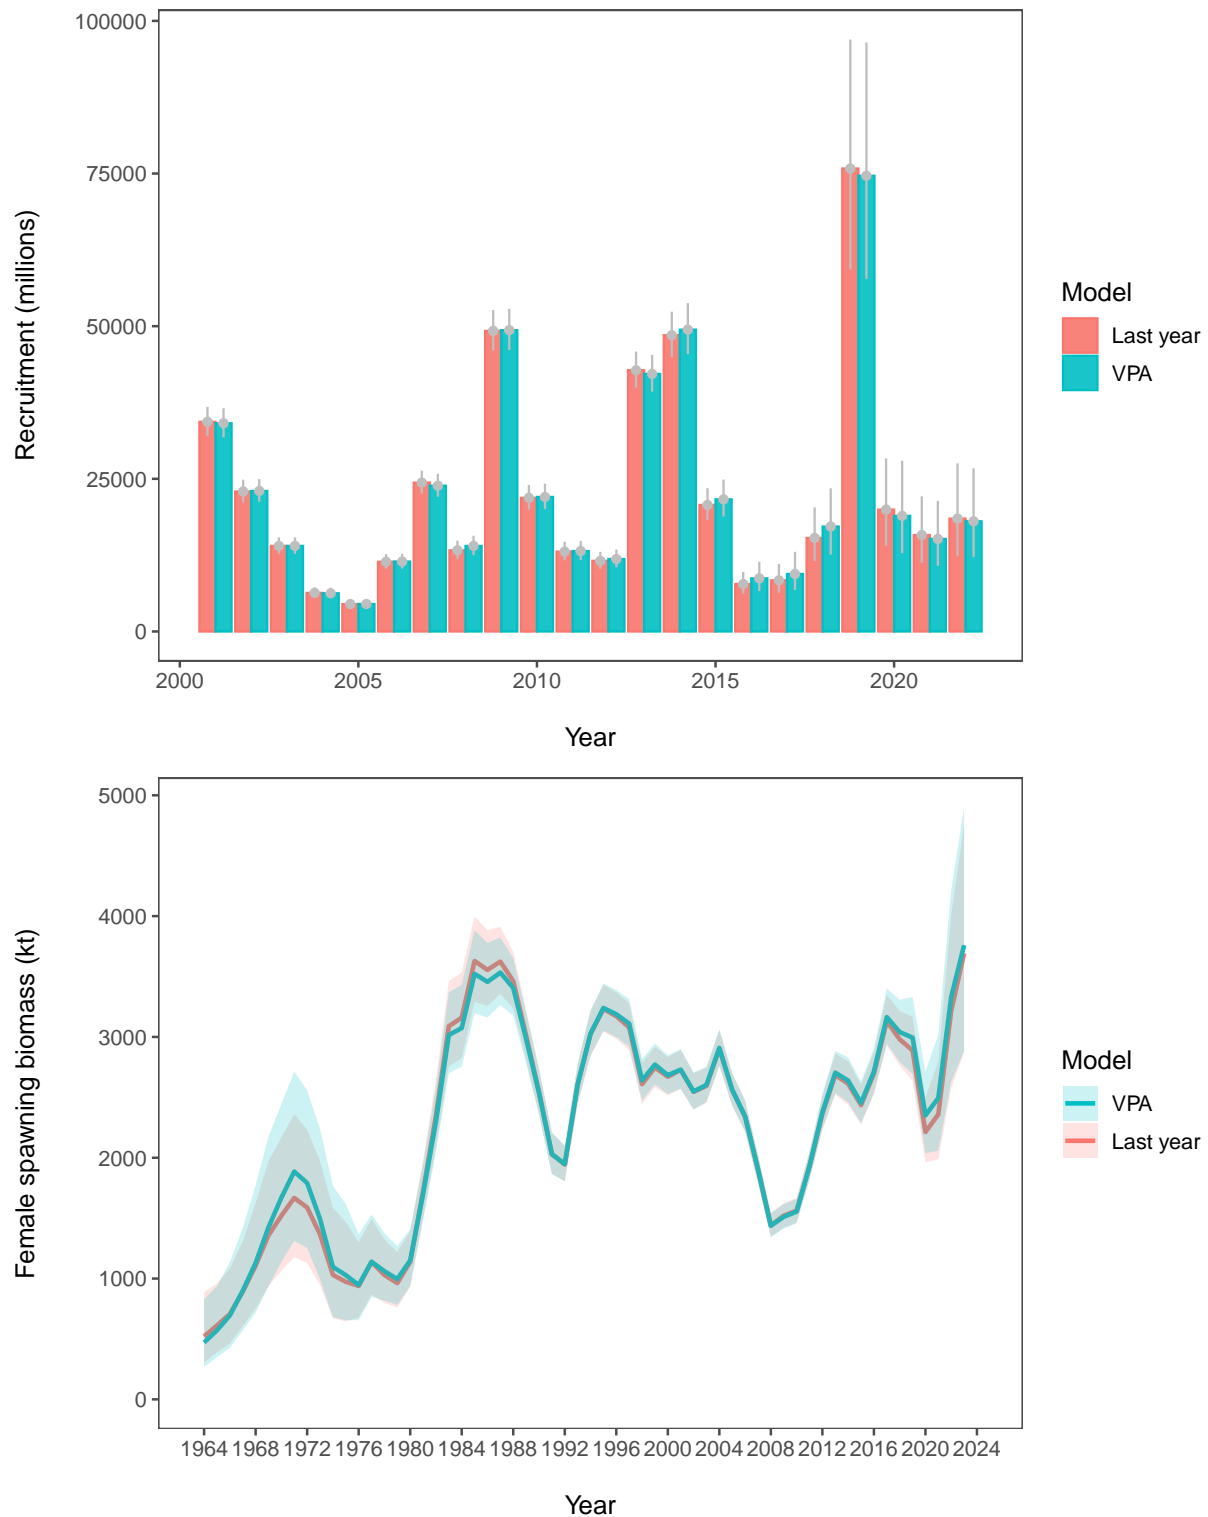 100000
75000
50000
25000
0
Recruitment (millions)
2000 2005 2010 2015 2020
Year
Model
Last year
VPA
5000
4000
3000
2000
1000
0
Female spawning biomass (kt)
1964 1968 1972 1976 1980 1984 1988 1992 1996 2000 2004 2008 2012 2016 2020 2024
Year
Model
VPA
Last year